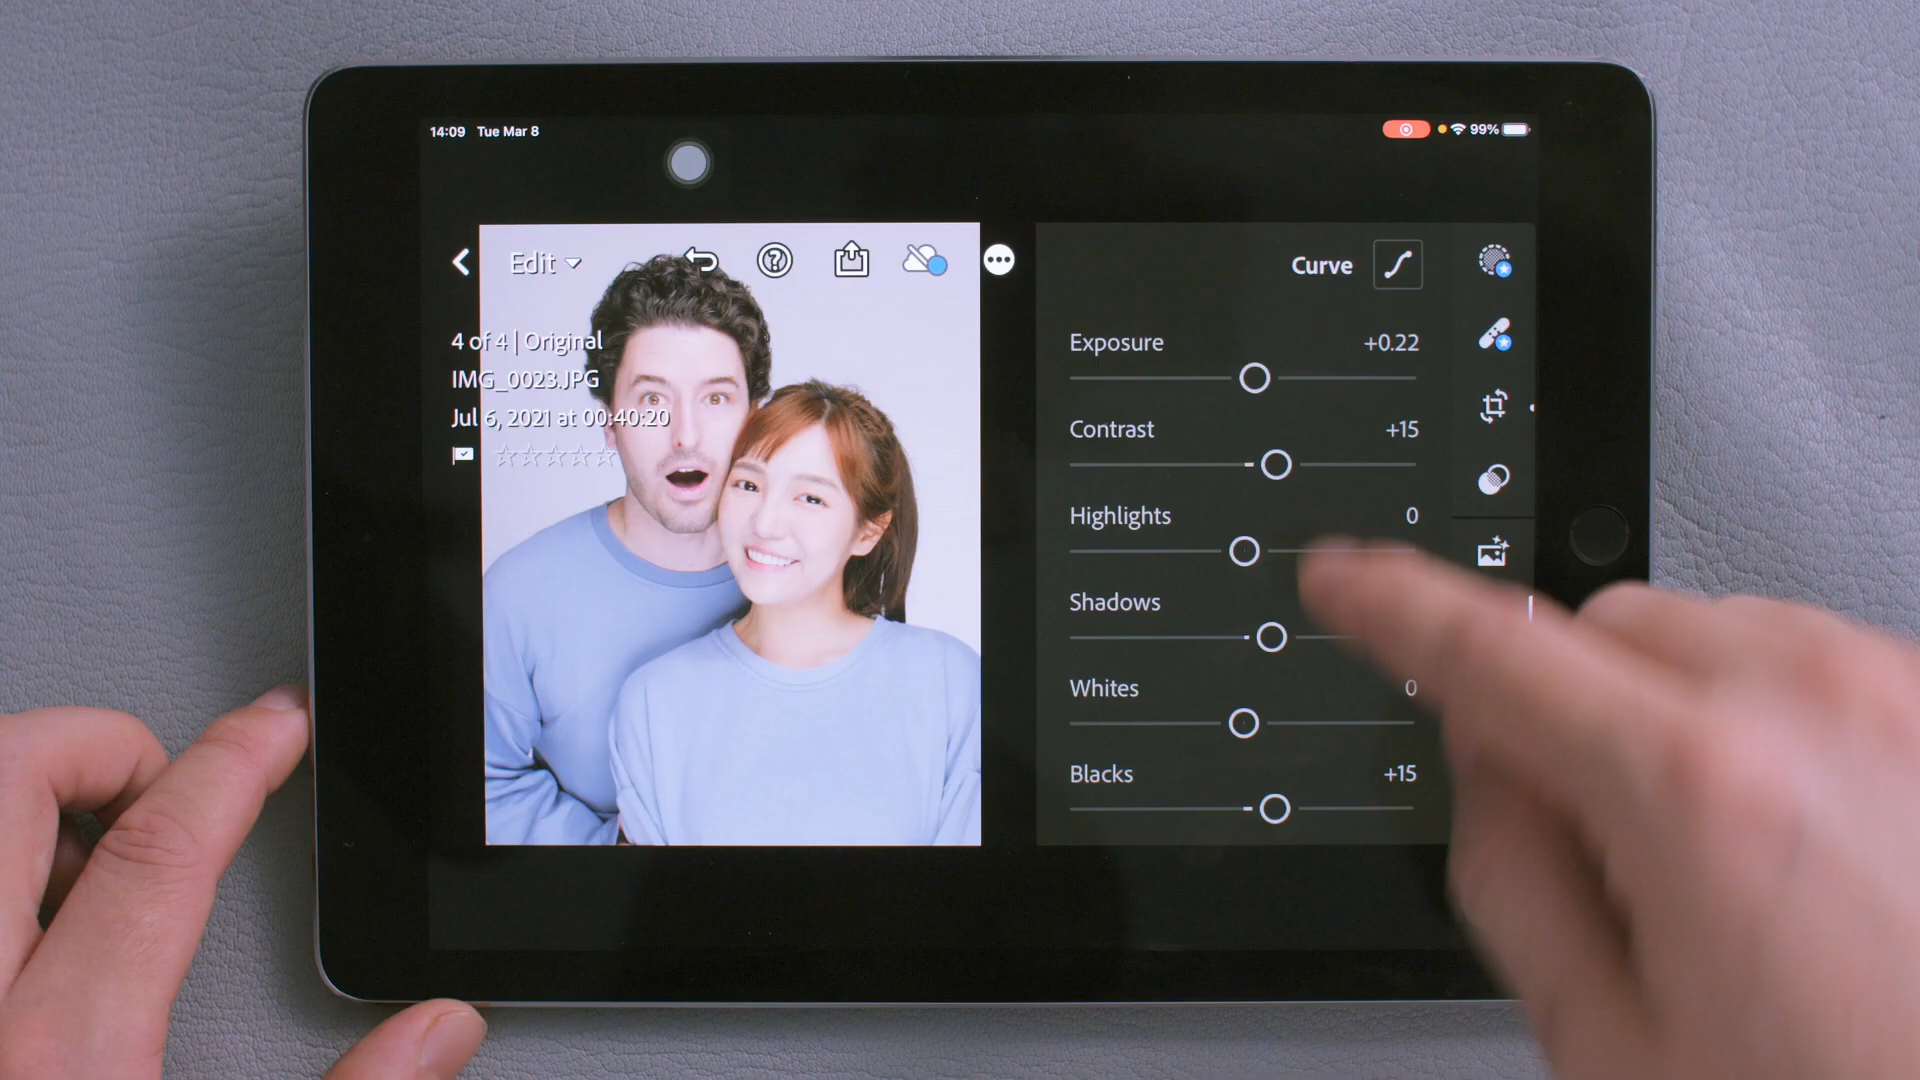 14:09 Tue Mar 8
99%
Edit
4 of 4 | Original
IMG_0023.JPG
Jul 6, 2021 at 00:40:20
Curve
Exposure +0.22
Contrast +15
Highlights 0
Shadows
Whites 0
Blacks +15